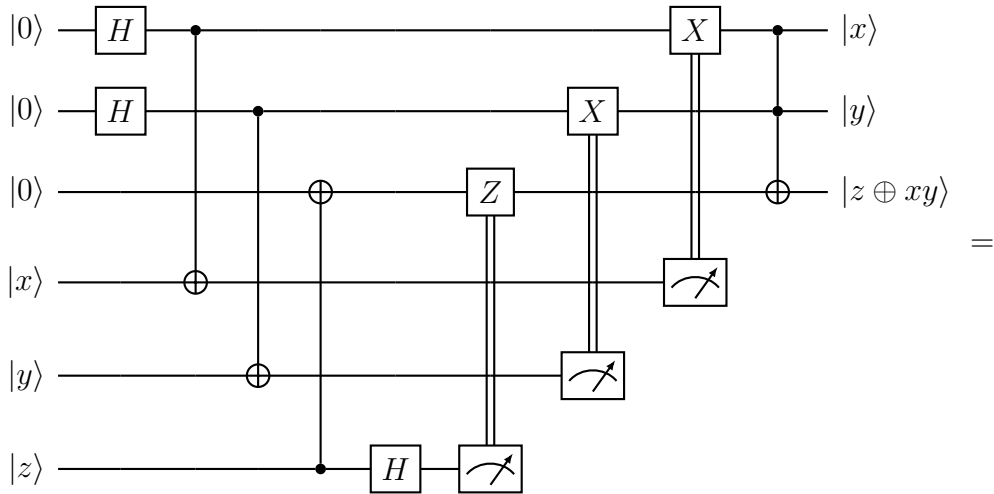 |0⟩ H X |x⟩
|0⟩ H X |y⟩
|0⟩ Z |z ⊕ xy⟩
=
|x⟩
|y⟩
|z⟩ H